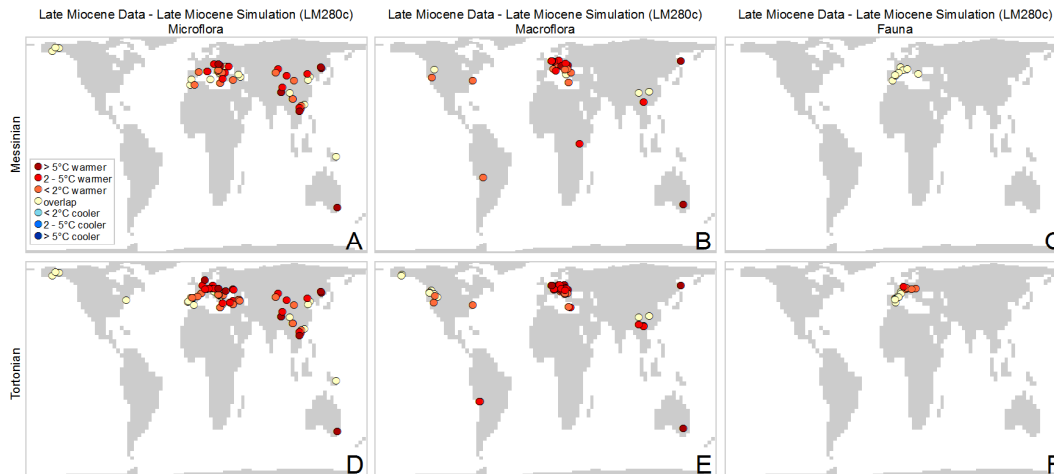 Late Miocene Data - Late Miocene Simulation (LM280c)
Microflora
Late Miocene Data - Late Miocene Simulation (LM280c)
Macroflora
Late Miocene Data - Late Miocene Simulation (LM280c)
Fauna
Messinian
> 5°C warmer
2 - 5°C warmer
< 2°C warmer
overlap
< 2°C cooler
2 - 5°C cooler
> 5°C cooler
A
B
C
Tortonian
D
E
F